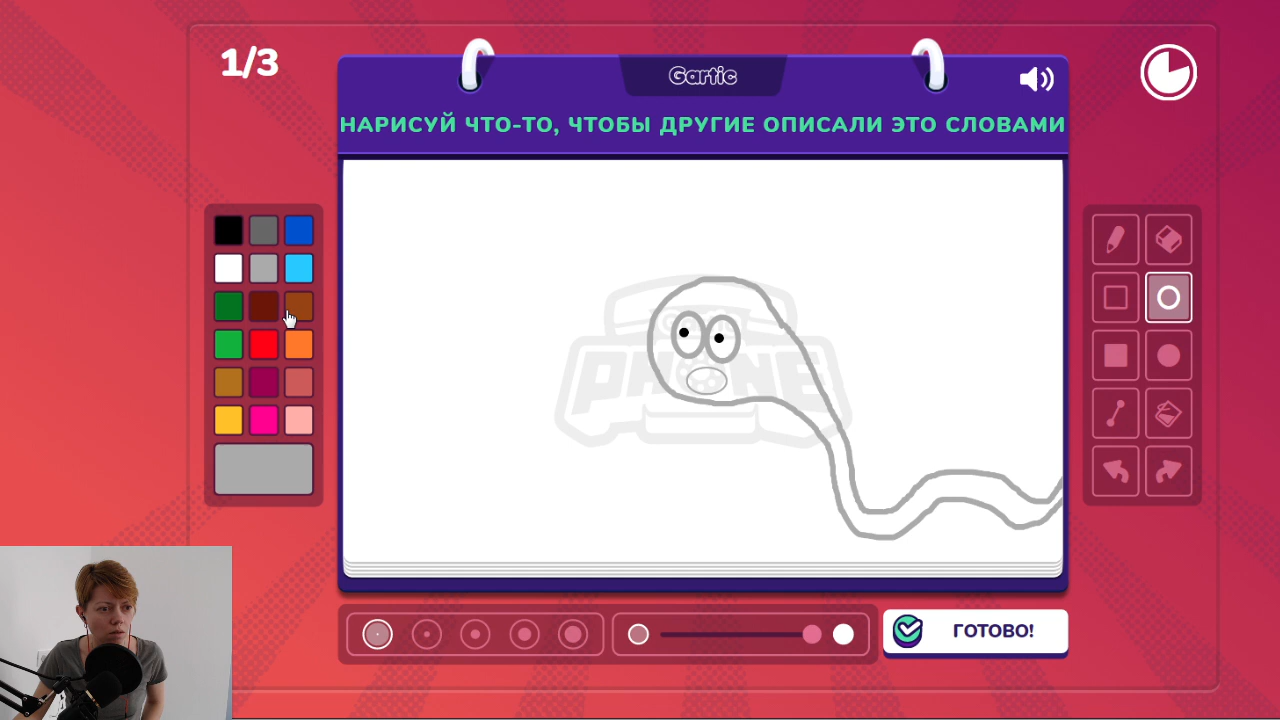 1/3
Gartic
НАРИСУЙ ЧТО-ТО, ЧТОБЫ ДРУГИЕ ОПИСАЛИ ЭТО СЛОВАМИ
PHONE
ГОТОВО!